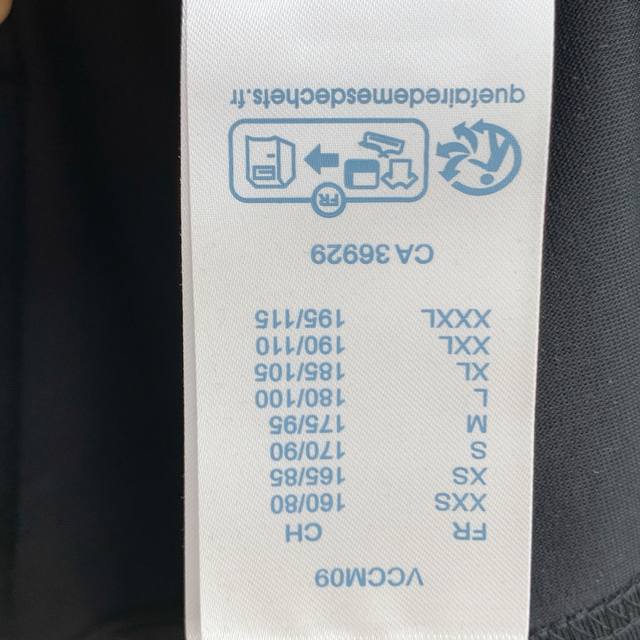 VCCM09
FR CH
XXS 160/80
XS 165/85
S 170/90
M 175/95
L 180/100
XL 185/105
XXL 190/110
XXXL 195/115
CA 36929
FR
quefairedemesdechets.fr